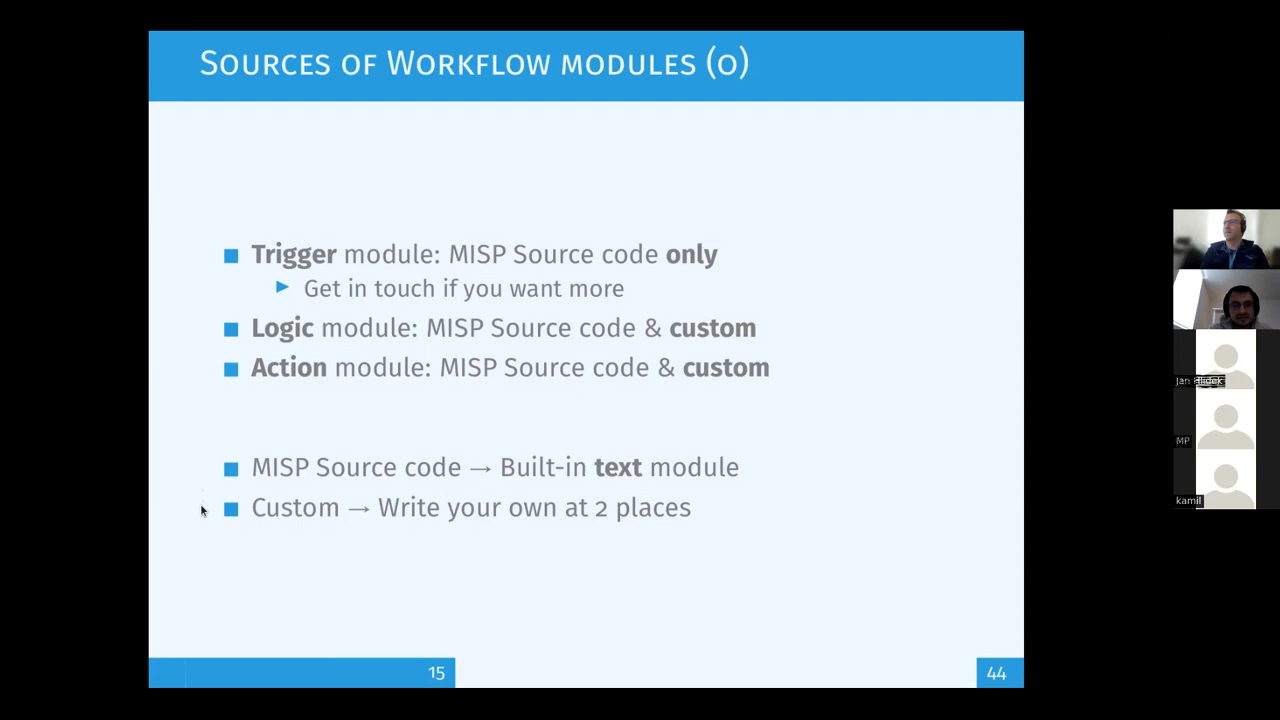 Sources of Workflow modules (0)
Trigger module: MISP Source code only
Get in touch if you want more
Logic module: MISP Source code & custom
Action module: MISP Source code & custom
MISP Source code → Built-in text module
Custom → Write your own at 2 places
15
44
Jan
MP
kamil